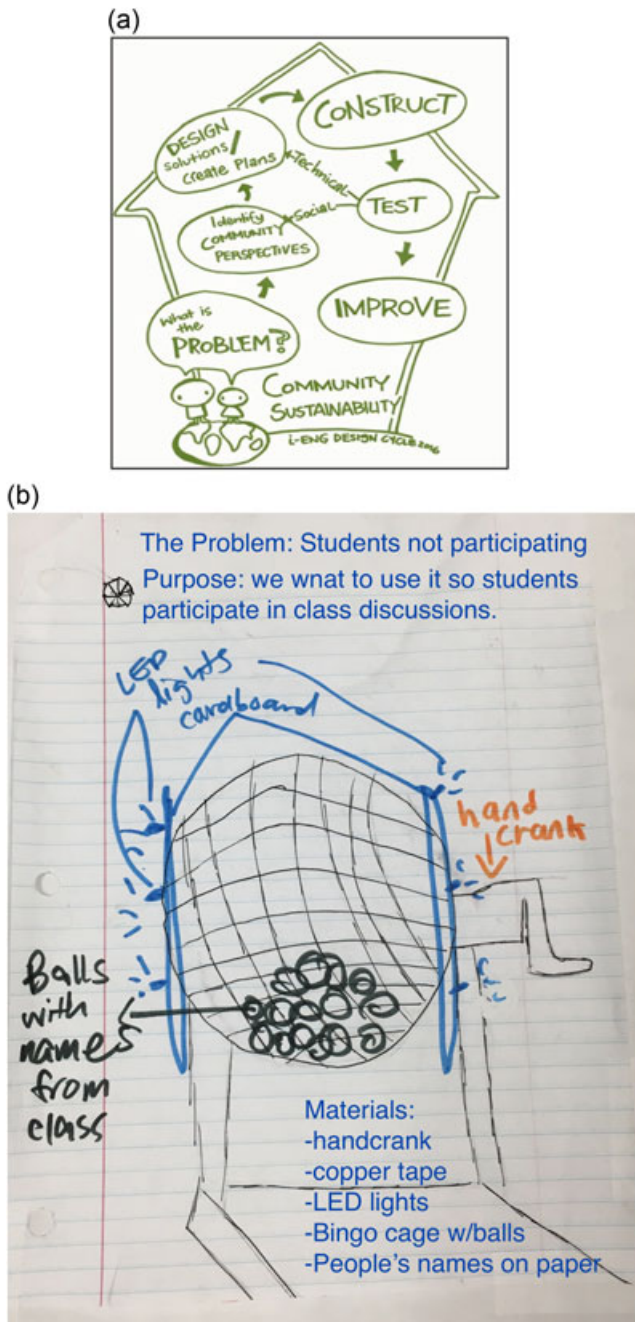 (a)
CONSTRUCT
DESIGN
solutions/
Create Plans
Technical
TEST
Identify
COMMUNITY
PERSPECTIVES
Social
IMPROVE
What is
the
PROBLEM?
COMMUNITY
SUSTAINABILITY
i-ENG DESIGN CYCLE 2016
(b)
The Problem: Students not participating
Purpose: we wnat to use it so students
participate in class discussions.
LED
lights
cardboard
hand
crank
Balls
with
names
from
class
Materials:
-handcrank
-copper tape
-LED lights
-Bingo cage w/balls
-People's names on paper